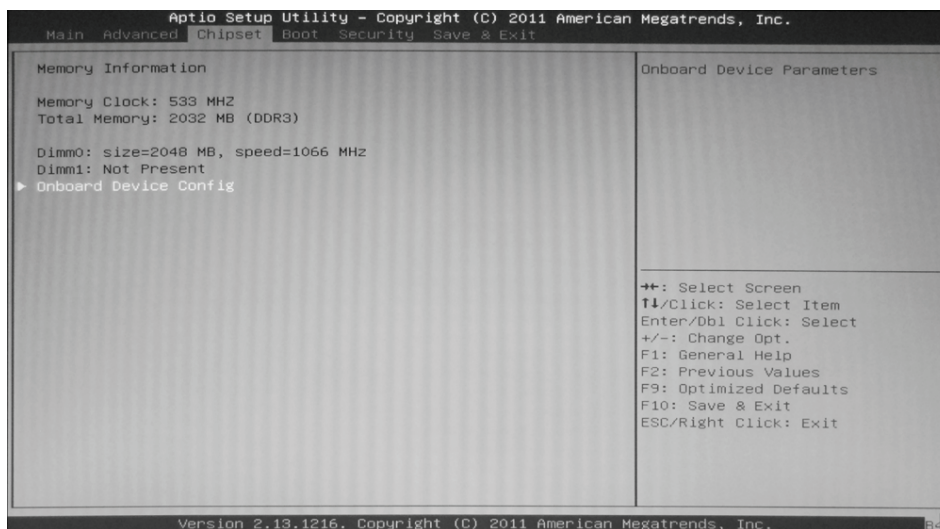 Aptio Setup Utility – Copyright (C) 2011 American Megatrends, Inc.
Main Advanced Chipset Boot Security Save & Exit
Memory Information
Memory Clock: 533 MHZ
Total Memory: 2032 MB (DDR3)
Dimm0: size=2048 MB, speed=1066 MHz
Dimm1: Not Present
► Onboard Device Config
Onboard Device Parameters
→←: Select Screen
↑↓/Click: Select Item
Enter/Dbl Click: Select
+/-: Change Opt.
F1: General Help
F2: Previous Values
F9: Optimized Defaults
F10: Save & Exit
ESC/Right Click: Exit
Version 2.13.1216. Copyright (C) 2011 American Megatrends, Inc.